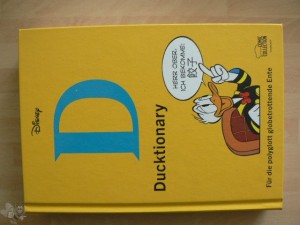 Disney
D
Ducktionary
HERR OBER,
ICH BEKOMME:
餃子
Für die polyglott globetrottende Ente